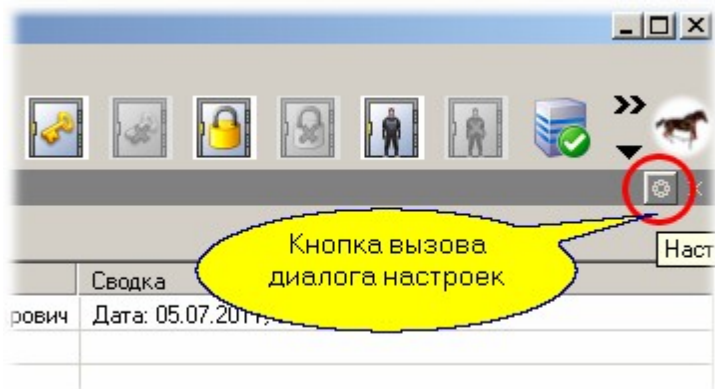 Кнопка вызова
диалога настроек
Наст
Сводка
рович Дата: 05.07.2011,